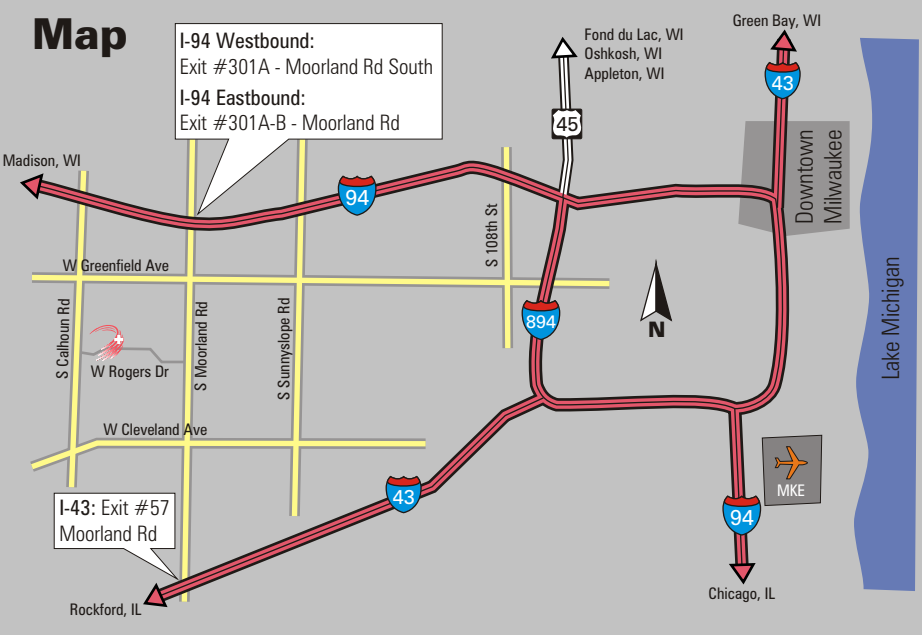 Map
I-94 Westbound:
Exit #301A - Moorland Rd South
I-94 Eastbound:
Exit #301A-B - Moorland Rd
Fond du Lac, WI
Oshkosh, WI
Appleton, WI
Green Bay, WI
43
45
Madison, WI
94
Downtown
Milwaukee
S 108th St
W Greenfield Ave
894
N
Lake Michigan
S Calhoun Rd
S Moorland Rd
S Sunnyslope Rd
W Rogers Dr
W Cleveland Ave
I-43: Exit #57
Moorland Rd
43
MKE
94
Rockford, IL
Chicago, IL